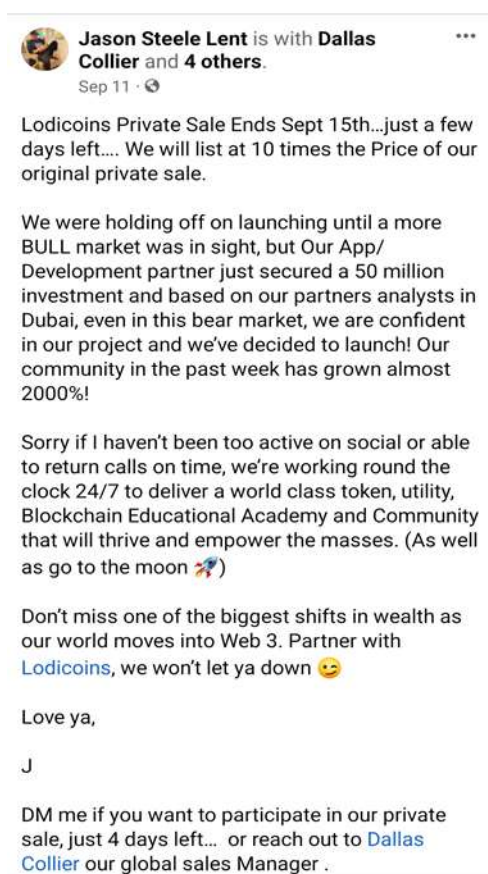 Jason Steele Lent is with Dallas
Collier and 4 others.
Sep 11 ·
Lodicoins Private Sale Ends Sept 15th...just a few
days left.... We will list at 10 times the Price of our
original private sale.
We were holding off on launching until a more
BULL market was in sight, but Our App/
Development partner just secured a 50 million
investment and based on our partners analysts in
Dubai, even in this bear market, we are confident
in our project and we've decided to launch! Our
community in the past week has grown almost
2000%!
Sorry if I haven't been too active on social or able
to return calls on time, we're working round the
clock 24/7 to deliver a world class token, utility,
Blockchain Educational Academy and Community
that will thrive and empower the masses. (As well
as go to the moon 🚀)
Don't miss one of the biggest shifts in wealth as
our world moves into Web 3. Partner with
Lodicoins, we won't let ya down 😉
Love ya,
J
DM me if you want to participate in our private
sale, just 4 days left... or reach out to Dallas
Collier our global sales Manager .